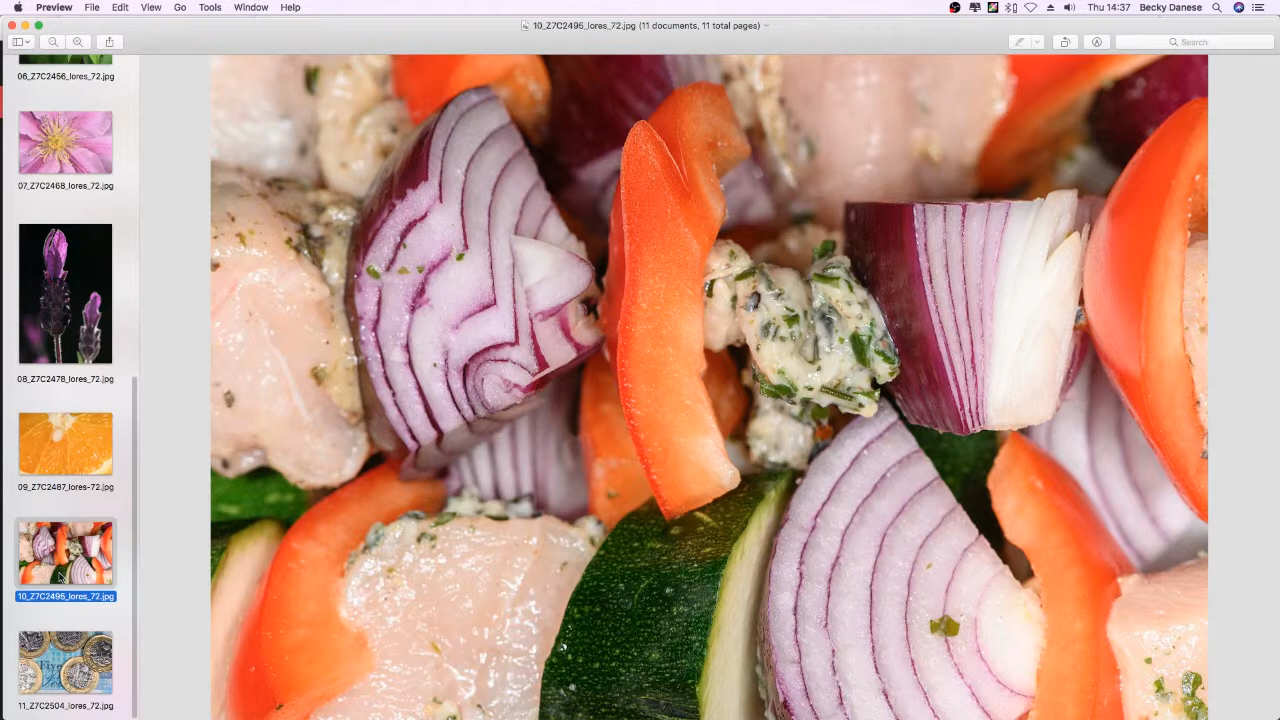 Preview File Edit View Go Tools Window Help
Thu 14:37 Becky Danese
10_Z7C2495_lores_72.jpg (11 documents, 11 total pages)
Search
06_Z7C2456_lores_72.jpg
07_Z7C2468_lores_72.jpg
08_Z7C2478_lores_72.jpg
09_Z7C2487_lores-72.jpg
10_Z7C2495_lores_72.jpg
Five
11_Z7C2504_lores_72.jpg